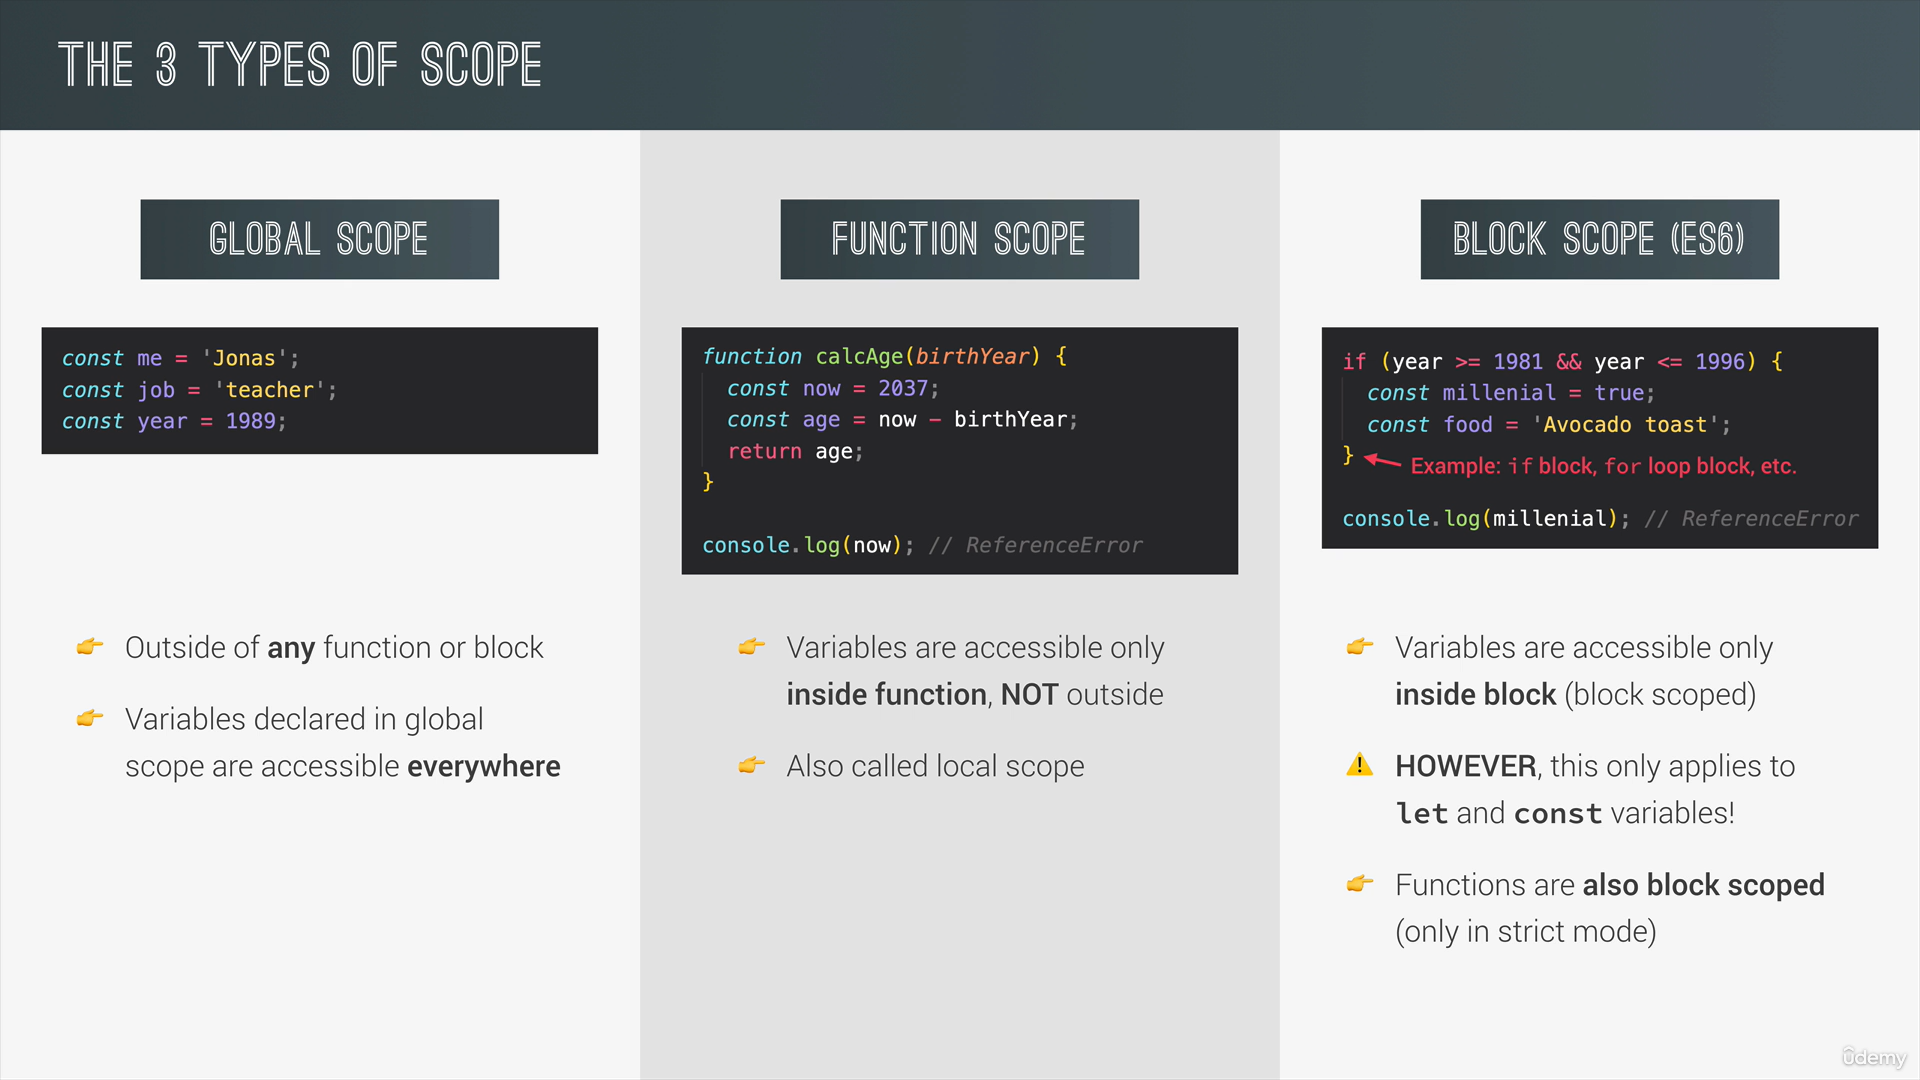 THE 3 TYPES OF SCOPE
GLOBAL SCOPE
const me = 'Jonas';
const job = 'teacher';
const year = 1989;
Outside of any function or block
Variables declared in global
scope are accessible everywhere
FUNCTION SCOPE
function calcAge(birthYear) {
  const now = 2037;
  const age = now − birthYear;
  return age;
}
console.log(now); // ReferenceError
Variables are accessible only
inside function, NOT outside
Also called local scope
BLOCK SCOPE (ES6)
if (year >= 1981 && year <= 1996) {
  const millenial = true;
  const food = 'Avocado toast';
}
Example: if block, for loop block, etc.
console.log(millenial); // ReferenceError
Variables are accessible only
inside block (block scoped)
HOWEVER, this only applies to
let and const variables!
Functions are also block scoped
(only in strict mode)
ûdemy